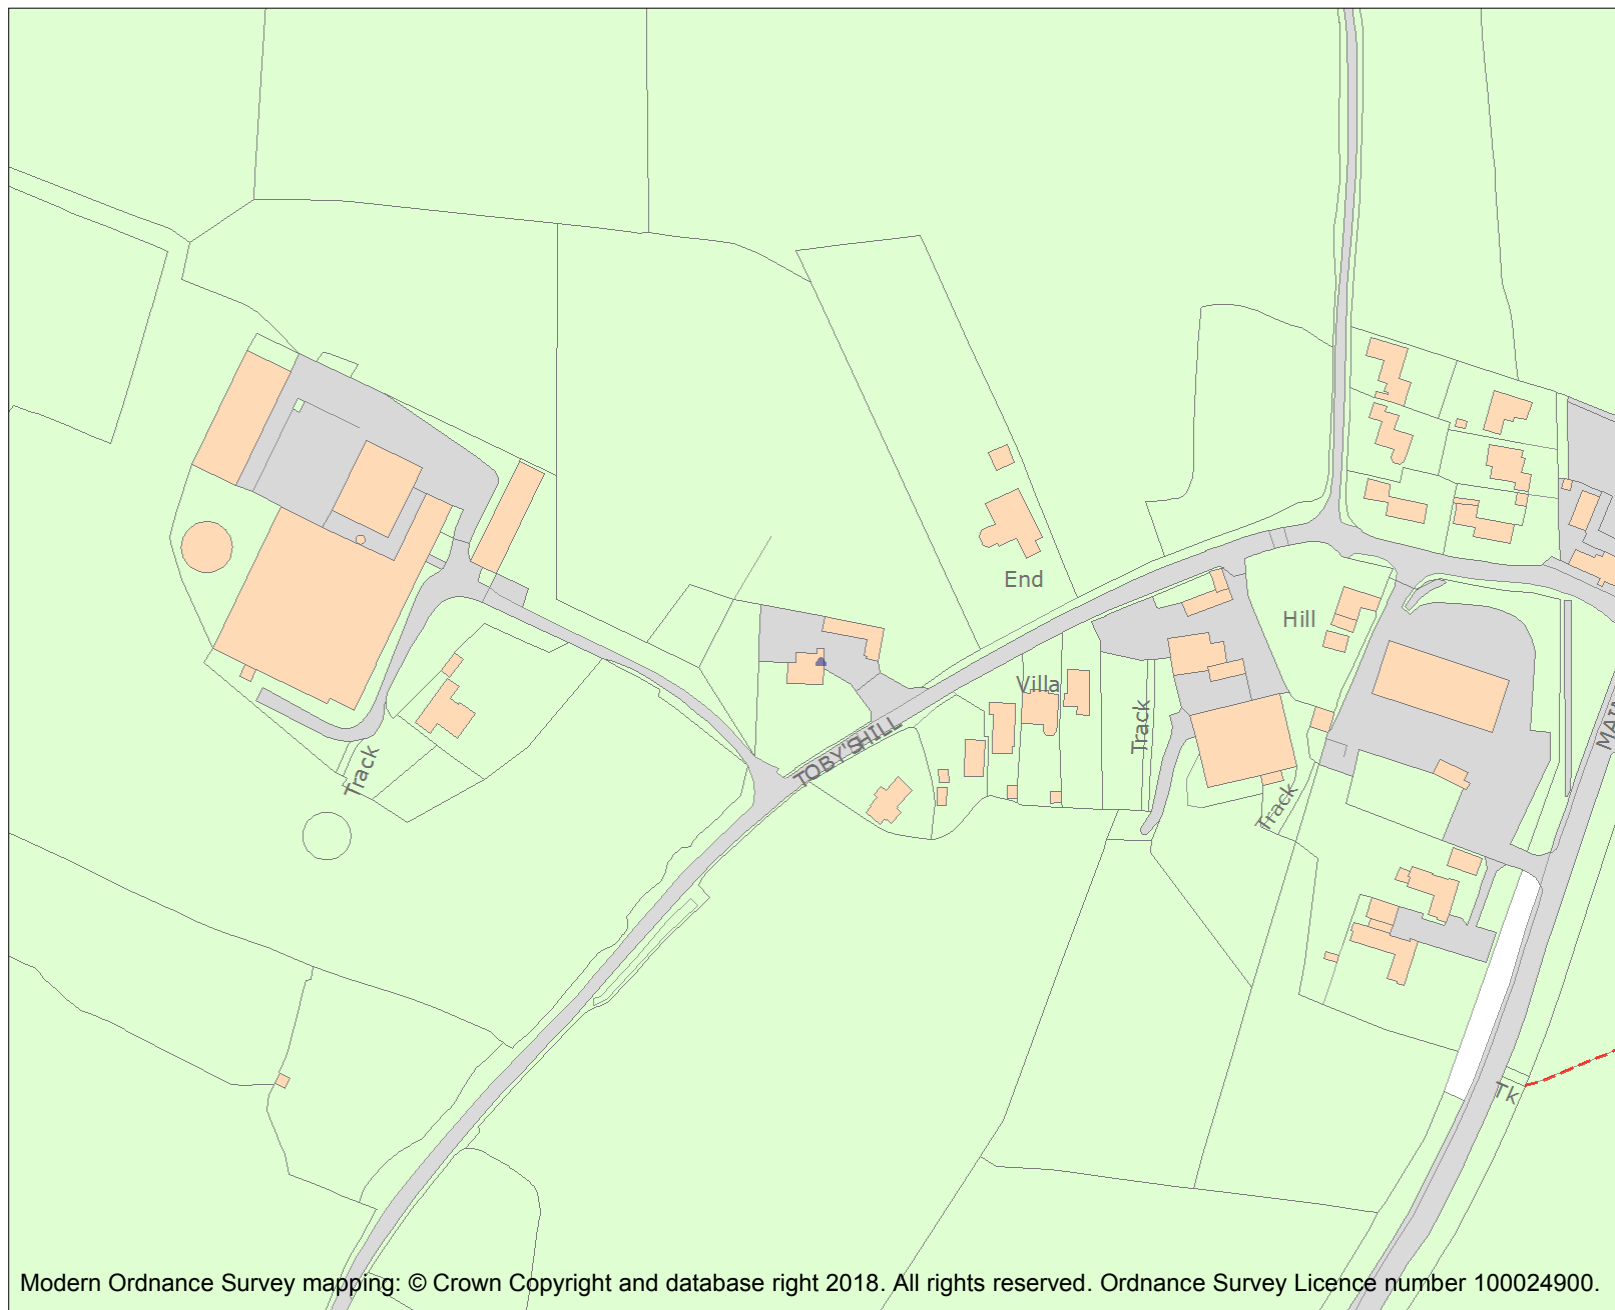 End
Hill
Villa
TOBY'S HILL
Track
MAIN
Track
Track
Tk
Modern Ordnance Survey mapping: © Crown Copyright and database right 2018. All rights reserved. Ordnance Survey Licence number 100024900.